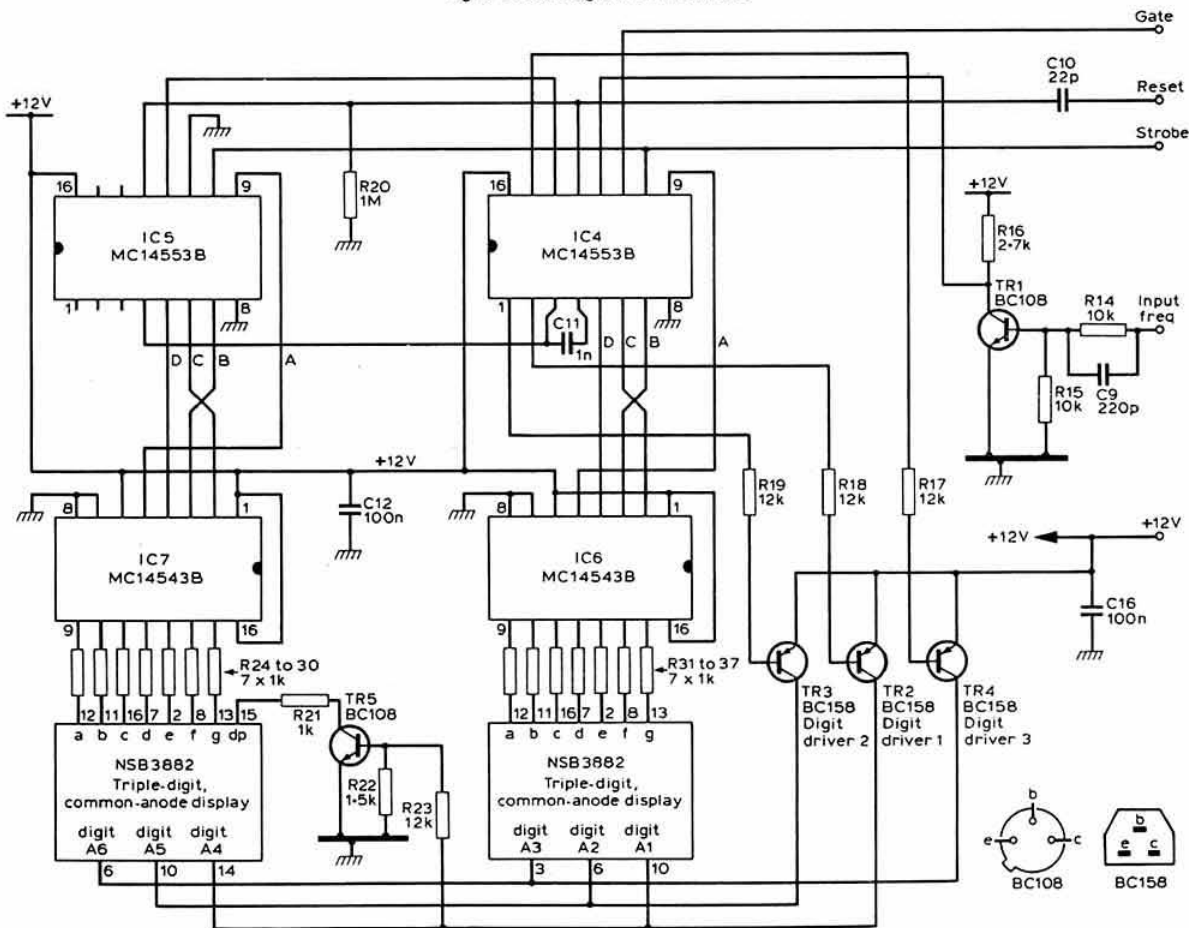 Gate
C10
22p
Reset
+12V
Strobe
16
9
R20
1M
16
9
+12V
IC5
MC14553B
IC4
MC14553B
R16
2·7k
1
8
1
8
TR1
BC108
R14
10k
Input
freq
C11
1n
D C B A
D C B A
R15
10k
C9
220p
+12V
8
1
C12
100n
8
1
R19
12k
R18
12k
R17
12k
+12V
+12V
IC7
MC14543B
IC6
MC14543B
C16
100n
9
16
9
16
R24 to 30
7 x 1k
R31 to 37
7 x 1k
TR3
BC158
Digit
driver 2
TR2
BC158
Digit
driver 1
TR4
BC158
Digit
driver 3
12 11 16 7 2 8 13 15
R21
1k
TR5
BC108
12 11 16 7 2 8 13
a b c d e f g dp
a b c d e f g
NSB3882
Triple-digit,
common-anode display
R22
1·5k
R23
12k
NSB3882
Triple-digit,
common-anode display
digit
A6
digit
A5
digit
A4
digit
A3
digit
A2
digit
A1
6 10 14
3 6 10
b
e
c
BC108
b
e
c
BC158